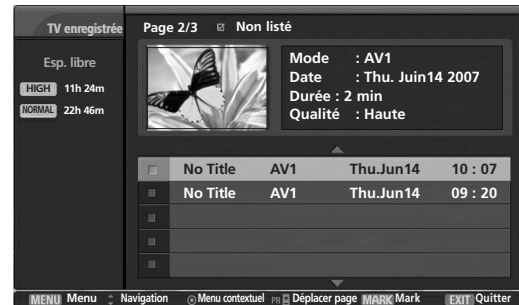 TV enregistrée
Page 2/3 Non listé
Esp. libre
HIGH 11h 24m
NORMAL 22h 46m
Mode : AV1
Date : Thu. Juin14 2007
Durée : 2 min
Qualité : Haute
No Title AV1 Thu.Jun14 10 : 07
No Title AV1 Thu.Jun14 09 : 20
MENU Menu Navigation Menu contextuel PR Déplacer page MARK Mark EXIT Quitter